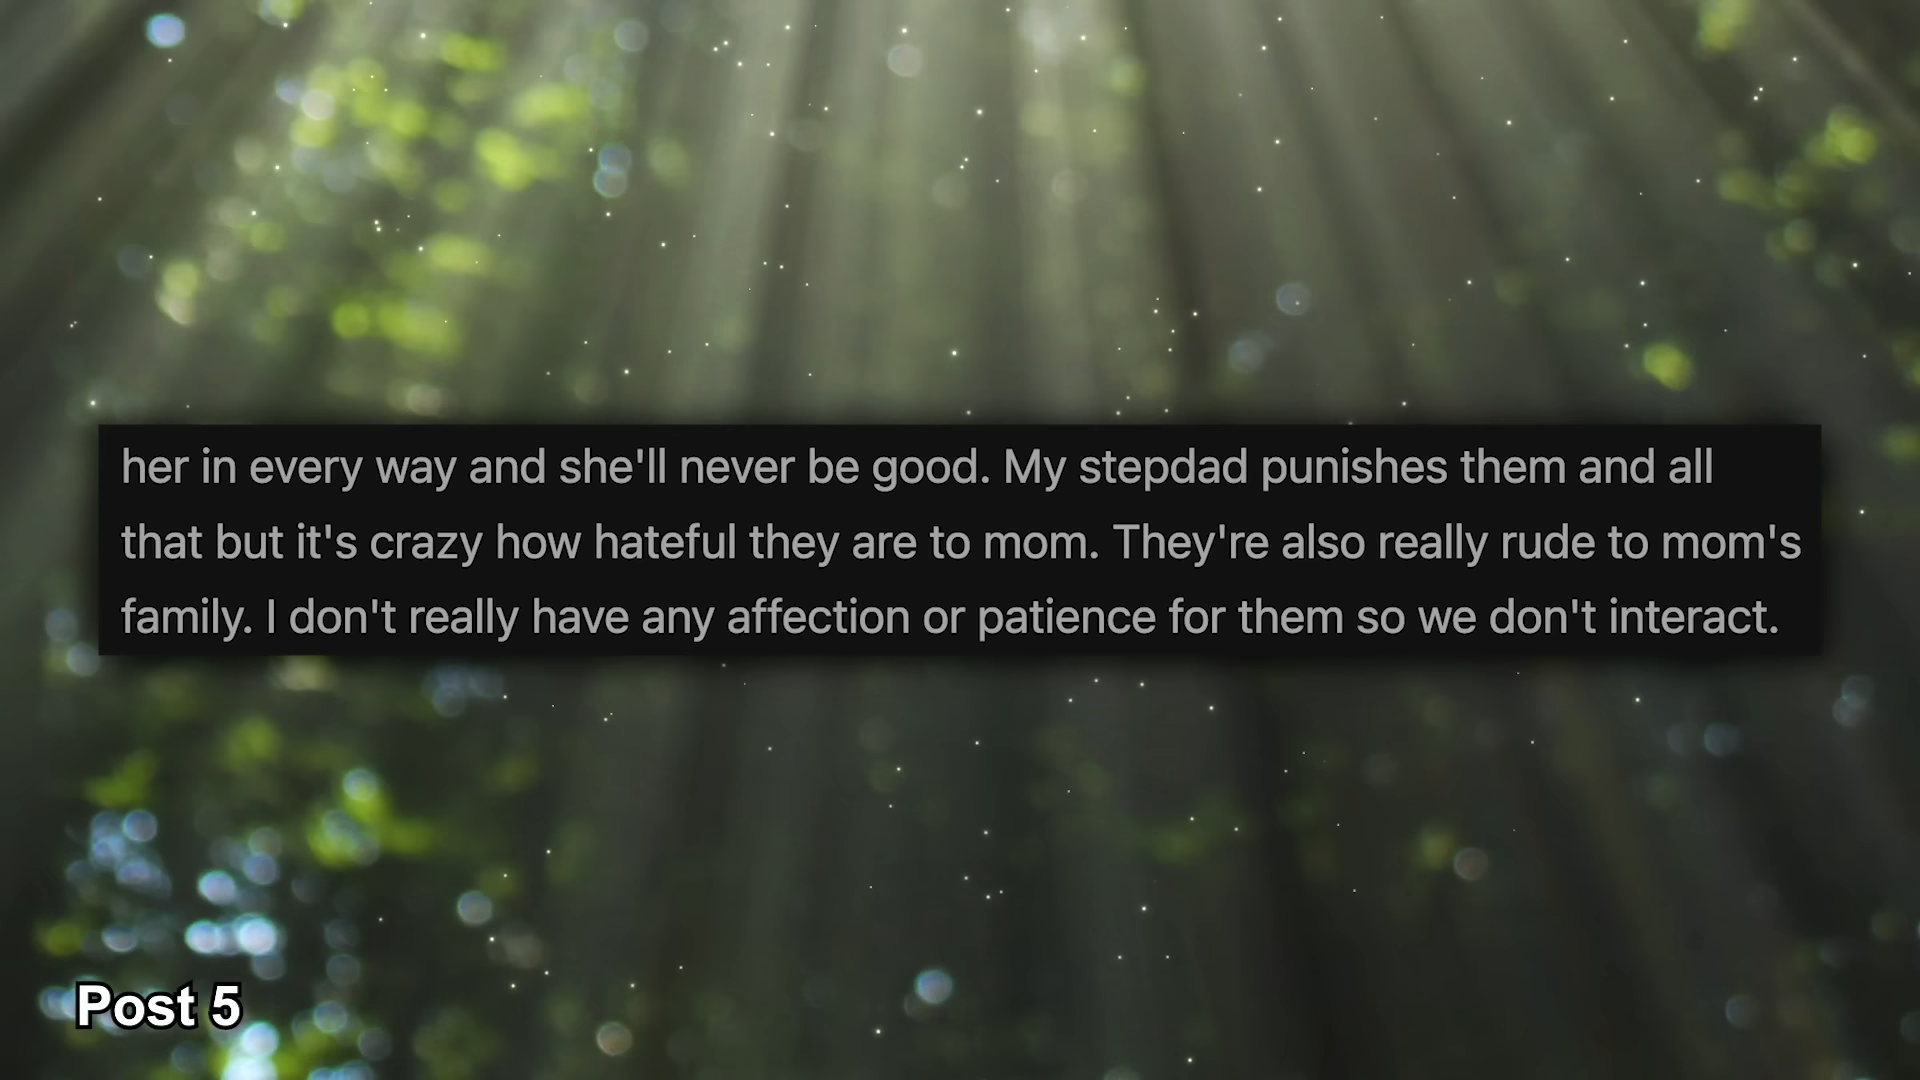 her in every way and she'll never be good. My stepdad punishes them and all
that but it's crazy how hateful they are to mom. They're also really rude to mom's
family. I don't really have any affection or patience for them so we don't interact.
Post 5